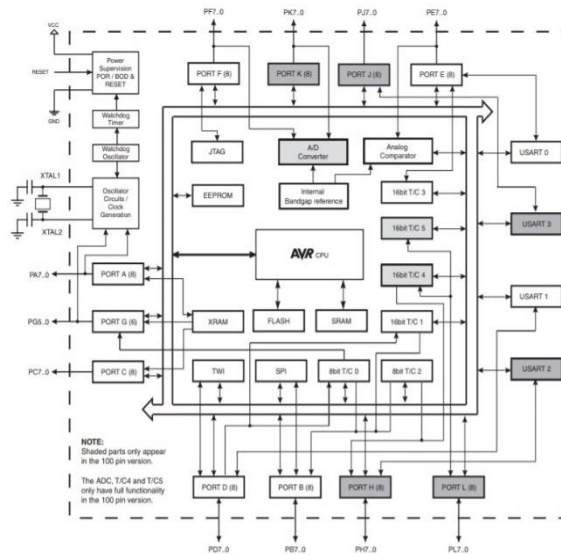 PF7..0
PK7..0
PJ7..0
PE7..0
VCC
RESET
GND
Power
Supervision
POR / BOD &
RESET
PORT F (8)
PORT K (8)
PORT J (8)
PORT E (8)
Watchdog
Timer
Watchdog
Oscillator
JTAG
A/D
Converter
Analog
Comparator
USART 0
XTAL1
XTAL2
Oscillator
Circuits /
Clock
Generation
EEPROM
Internal
Bandgap reference
16bit T/C 3
16bit T/C 5
USART 3
AVR CPU
PA7..0
PORT A (8)
16bit T/C 4
USART 1
PG5..0
PORT G (6)
XRAM
FLASH
SRAM
16bit T/C 1
PC7..0
PORT C (8)
TWI
SPI
8bit T/C 0
8bit T/C 2
USART 2
NOTE:
Shaded parts only appear
in the 100 pin version.
The ADC, T/C4 and T/C5
only have full functionality
in the 100 pin version.
PORT D (8)
PORT B (8)
PORT H (8)
PORT L (8)
PD7..0
PB7..0
PH7..0
PL7..0